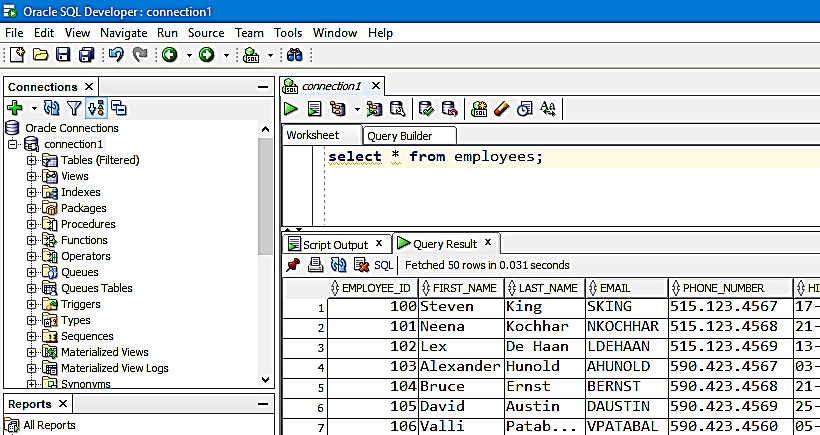 Oracle SQL Developer : connection1
File Edit View Navigate Run Source Team Tools Window Help
SQL
Connections
Oracle Connections
connection1
Tables (Filtered)
Views
Indexes
Packages
Procedures
Functions
Operators
Queues
Queues Tables
Triggers
Types
Sequences
Materialized Views
Materialized View Logs
Synonyms
Reports
All Reports
connection1
Aa
Worksheet Query Builder
select * from employees;
Script Output Query Result
SQL Fetched 50 rows in 0.031 seconds
EMPLOYEE_ID FIRST_NAME LAST_NAME EMAIL PHONE_NUMBER HI
1 100 Steven King SKING 515.123.4567 17-
2 101 Neena Kochhar NKOCHHAR 515.123.4568 21-
3 102 Lex De Haan LDEHAAN 515.123.4569 13-
4 103 Alexander Hunold AHUNOLD 590.423.4567 03-
5 104 Bruce Ernst BERNST 590.423.4568 21-
6 105 David Austin DAUSTIN 590.423.4569 25-
7 106 Valli Patab... VPATABAL 590.423.4560 05-